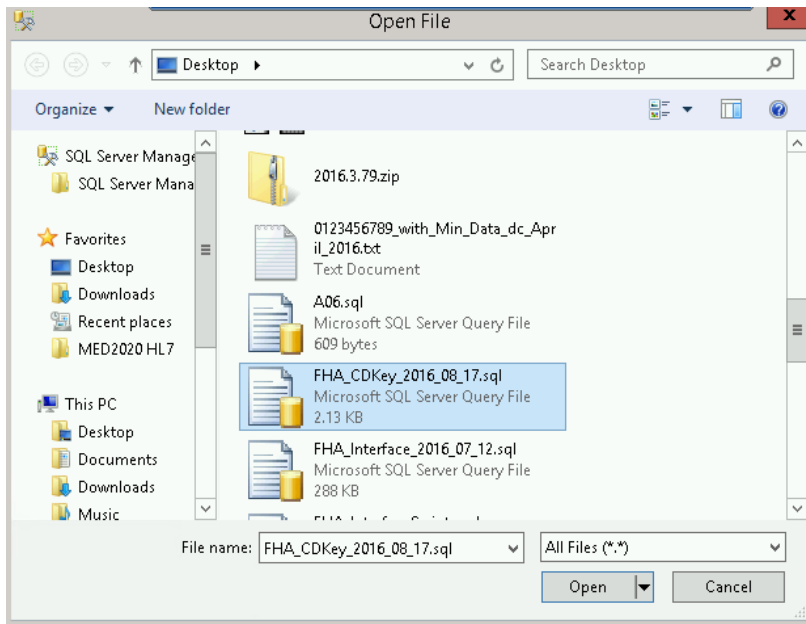 Open File
x
Desktop
Search Desktop
Organize
New folder
SQL Server Manage
SQL Server Mana
Favorites
Desktop
Downloads
Recent places
MED2020 HL7
This PC
Desktop
Documents
Downloads
Music
2016.3.79.zip
0123456789_with_Min_Data_dc_Apr
il_2016.txt
Text Document
A06.sql
Microsoft SQL Server Query File
609 bytes
FHA_CDKey_2016_08_17.sql
Microsoft SQL Server Query File
2.13 KB
FHA_Interface_2016_07_12.sql
Microsoft SQL Server Query File
288 KB
File name:
FHA_CDKey_2016_08_17.sql
All Files (*.*)
Open
Cancel